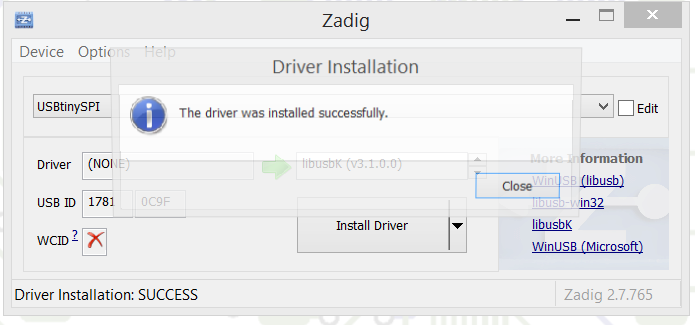 Zadig
Device Options Help
Driver Installation
The driver was installed successfully.
USBtinySPI
Edit
Driver (NONE) libusbK (v3.1.0.0)
More Information
Close
WinUSB (libusb)
USB ID 1781 0C9F
libusb-win32
Install Driver
libusbK
WCID ?
WinUSB (Microsoft)
Driver Installation: SUCCESS
Zadig 2.7.765